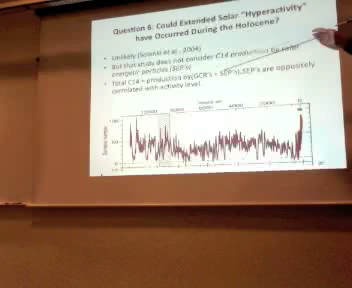 Question 6: Could Extended Solar "Hyperactivity"
have Occurred During the Holocene?
• Unlikely (Solanki et al. 2004)
• But that study does not consider C14 production by solar
energetic particles (SEP's)
• Total C14 = production by(GCR's + SEP's).SEP's are oppositely
correlated with activity level
Sunspot number
100